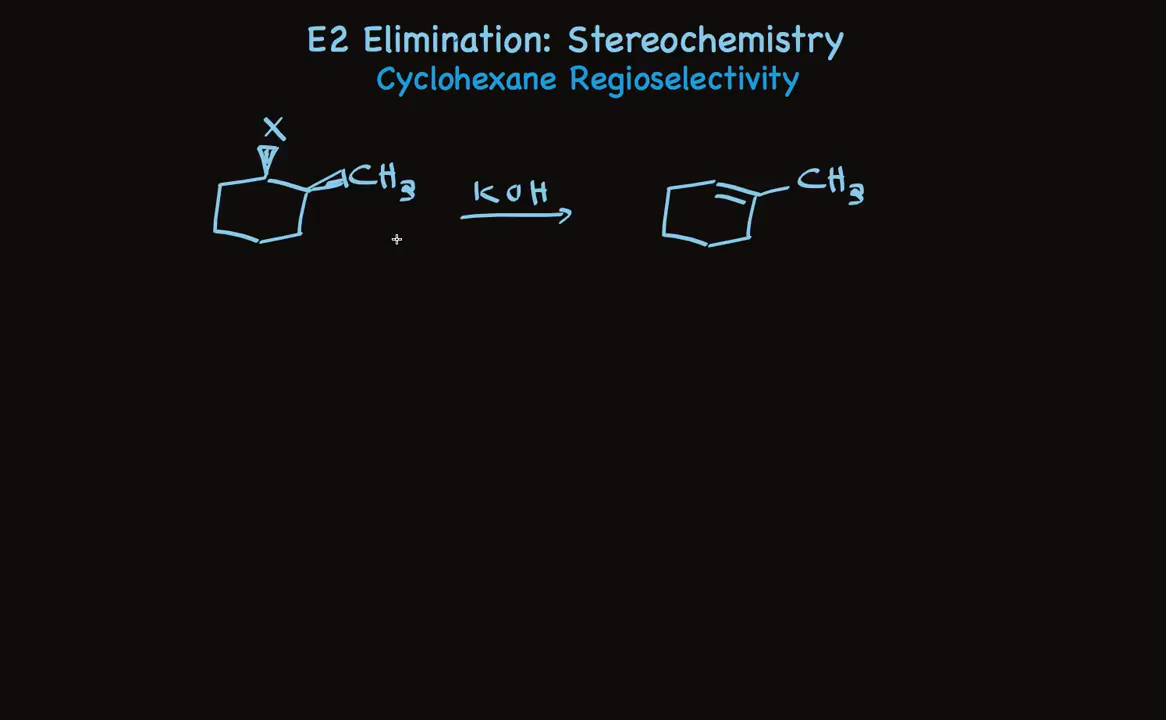 E2 Elimination: Stereochemistry
Cyclohexane Regioselectivity
X
CH3
KOH
CH3